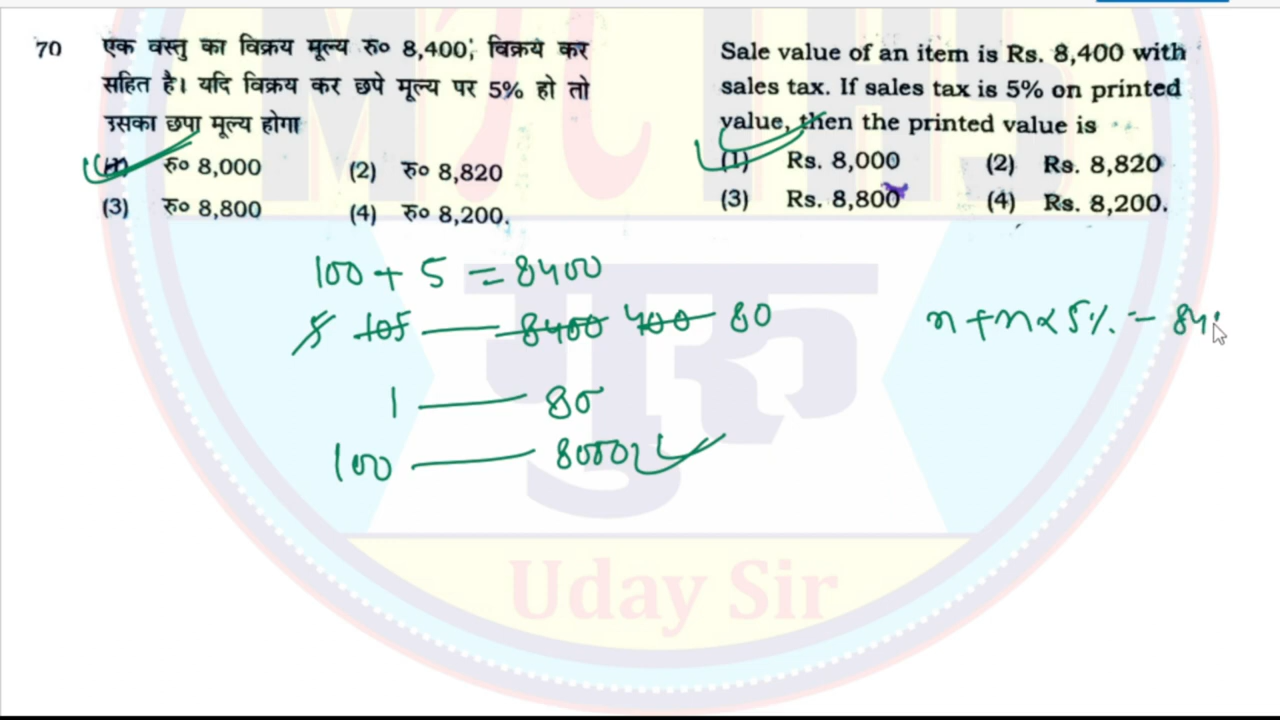 70 एक वस्तु का विक्रय मूल्य रु० 8,400; विक्रय कर
सहित है। यदि विक्रय कर छपे मूल्य पर 5% हो तो
उसका छपा मूल्य होगा
(1) रु० 8,000 (2) रु० 8,820
(3) रु० 8,800 (4) रु० 8,200.
Sale value of an item is Rs. 8,400 with
sales tax. If sales tax is 5% on printed
value, then the printed value is
(1) Rs. 8,000 (2) Rs. 8,820
(3) Rs. 8,800 (4) Rs. 8,200.
100 + 5 = 8400
5 105 — 8400 400 80
1 — 80
100 — 8000
n + n × 5% = 84
गुरु
Uday Sir